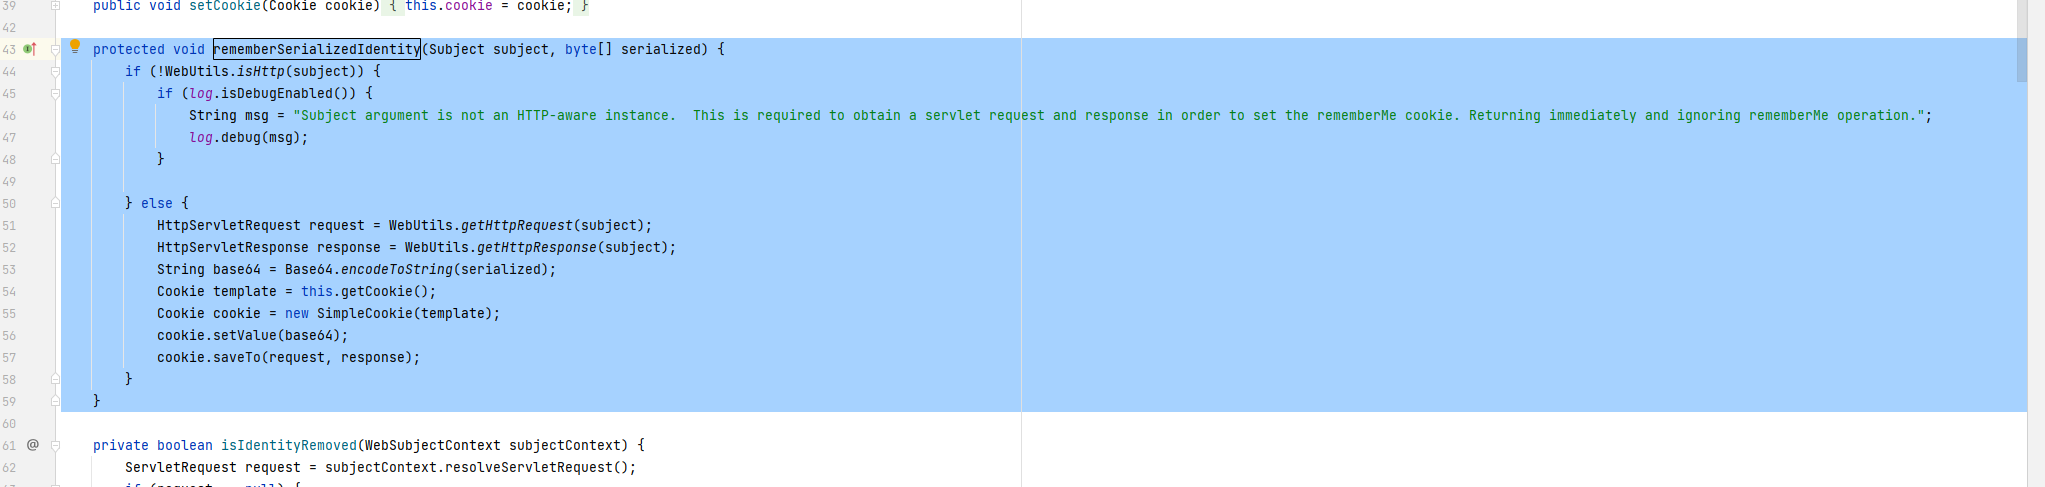 39 public void setCookie(Cookie cookie) { this.cookie = cookie; }
42
43 protected void rememberSerializedIdentity(Subject subject, byte[] serialized) {
44 if (!WebUtils.isHttp(subject)) {
45 if (log.isDebugEnabled()) {
46 String msg = "Subject argument is not an HTTP-aware instance.  This is required to obtain a servlet request and response in order to set the rememberMe cookie. Returning immediately and ignoring rememberMe operation.";
47 log.debug(msg);
48 }
49
50 } else {
51 HttpServletRequest request = WebUtils.getHttpRequest(subject);
52 HttpServletResponse response = WebUtils.getHttpResponse(subject);
53 String base64 = Base64.encodeToString(serialized);
54 Cookie template = this.getCookie();
55 Cookie cookie = new SimpleCookie(template);
56 cookie.setValue(base64);
57 cookie.saveTo(request, response);
58 }
59 }
60
61 @ private boolean isIdentityRemoved(WebSubjectContext subjectContext) {
62 ServletRequest request = subjectContext.resolveServletRequest();